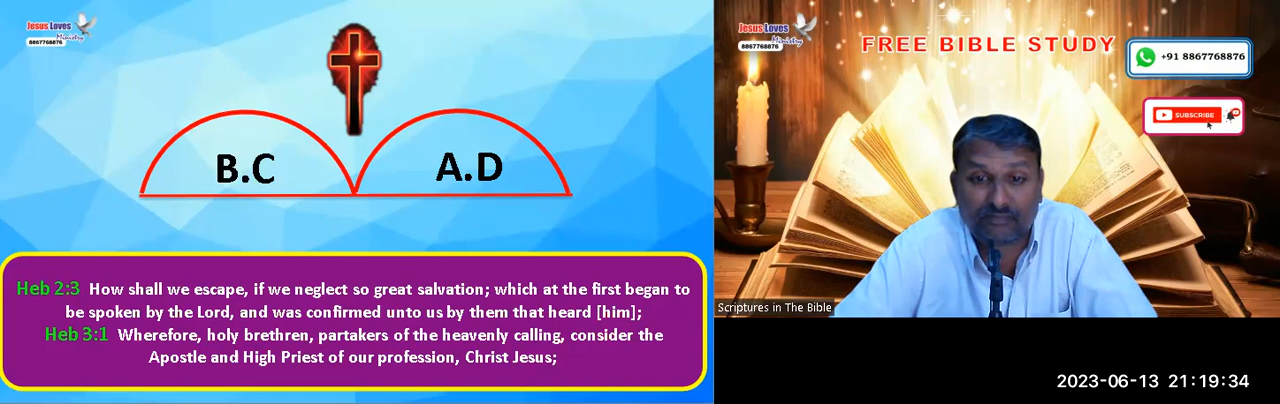 Jesus Loves
Ministry
8867768876
B.C
A.D
Heb 2:3 How shall we escape, if we neglect so great salvation; which at the first began to
be spoken by the Lord, and was confirmed unto us by them that heard [him];
Heb 3:1 Wherefore, holy brethren, partakers of the heavenly calling, consider the
Apostle and High Priest of our profession, Christ Jesus;
Jesus Loves
Ministry
8867768876
FREE BIBLE STUDY
+91 8867768876
SUBSCRIBE
Scriptures in The Bible
2023-06-13 21:19:34